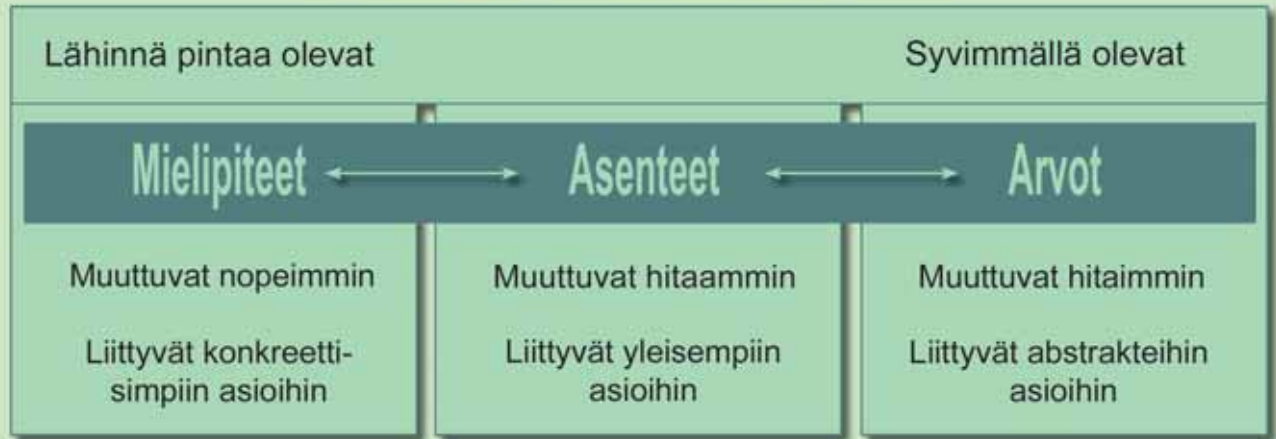 Lähinnä pintaa olevat
Syvimmällä olevat
Mielipiteet
Asenteet
Arvot
Muuttuvat nopeimmin
Liittyvät konkreetti-
simpiin asioihin
Muuttuvat hitaammin
Liittyvät yleisempiin
asioihin
Muuttuvat hitaimmin
Liittyvät abstrakteihin
asioihin